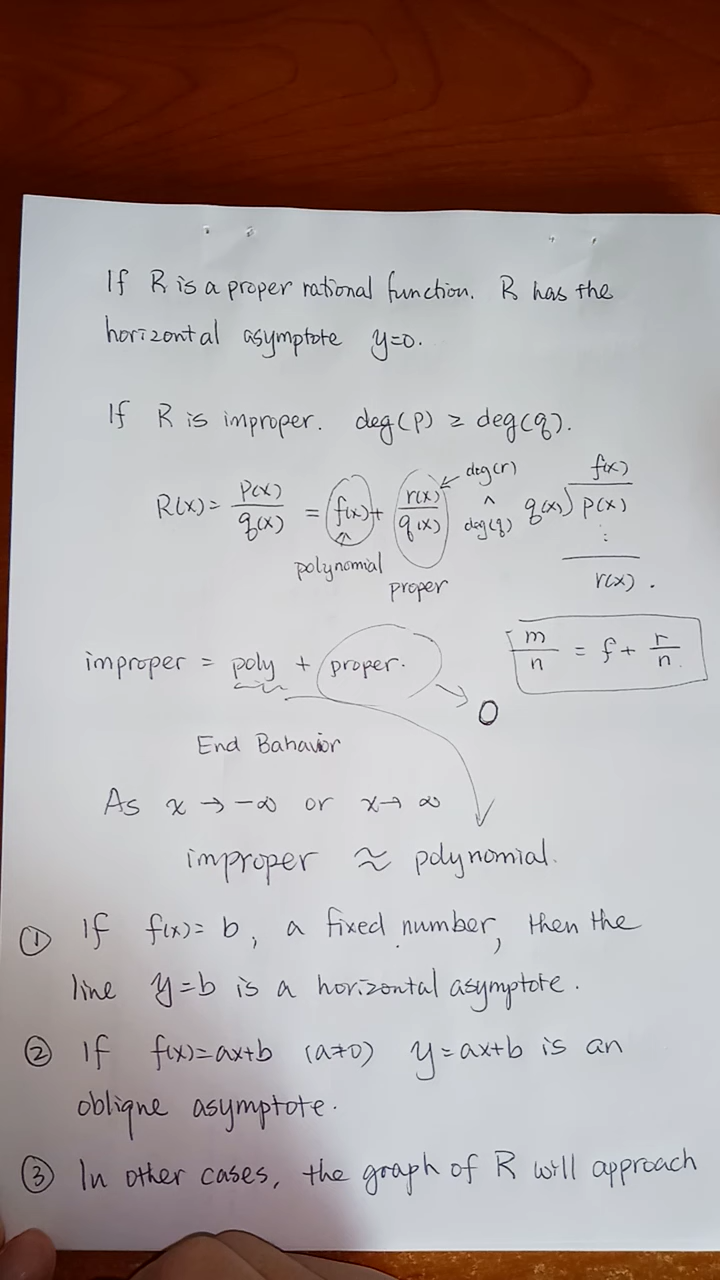 If R is a proper rational function. R has the
horizontal asymptote y=0.
If R is improper. deg(p) ≥ deg(q).
R(x)= p(x)/q(x) = f(x) + r(x)/q(x)
polynomial
proper
deg(r)
^
deg(q)
f(x)
q(x)) p(x)
:
r(x).
m/n = f + r/n.
improper = poly + proper.
0
End Bahavior
As x → -∞ or x → ∞
improper ≈ polynomial.
① If f(x)= b, a fixed number, then the
line y=b is a horizontal asymptote.
② If f(x)=ax+b (a≠0) y=ax+b is an
oblique asymptote.
③ In other cases, the graph of R will approach